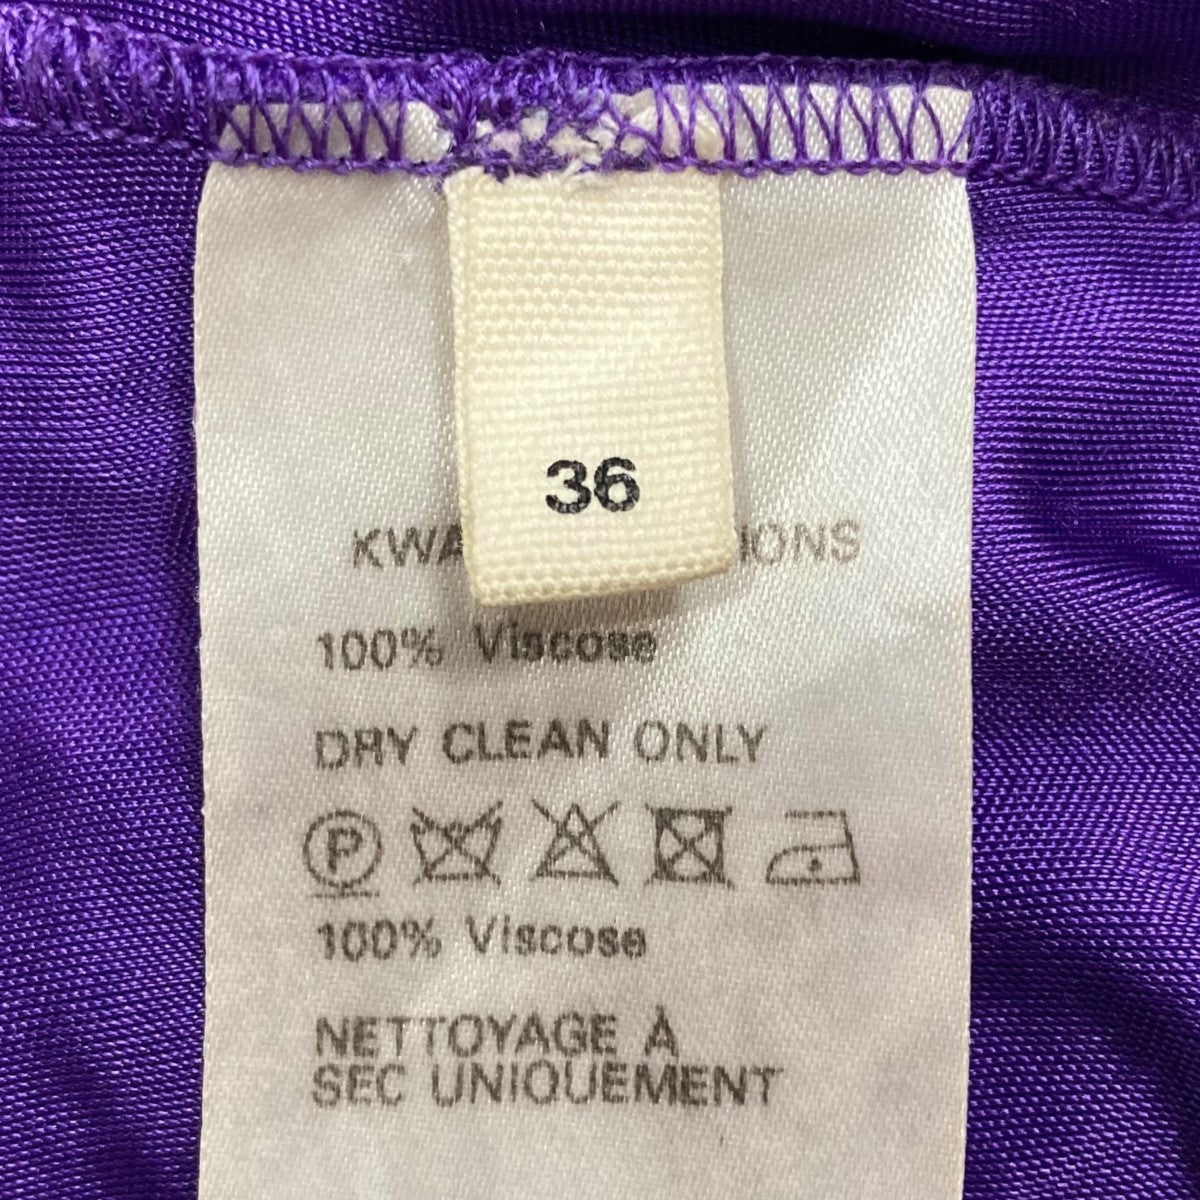 36
100% Viscose
DRY CLEAN ONLY
P
100% Viscose
NETTOYAGE À
SEC UNIQUEMENT